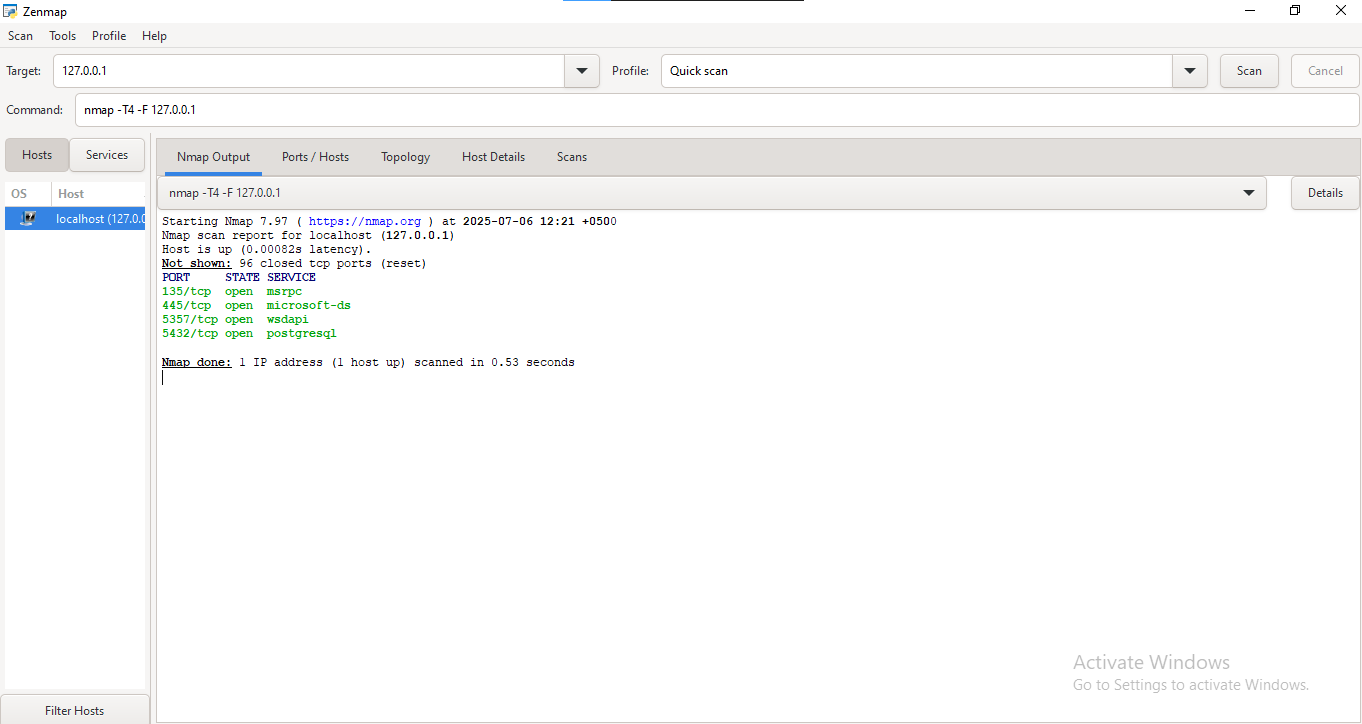 Zenmap
Scan Tools Profile Help
Target: 127.0.0.1 Profile: Quick scan Scan Cancel
Command: nmap -T4 -F 127.0.0.1
Hosts Services
OS Host
localhost (127.0.0
Nmap Output Ports / Hosts Topology Host Details Scans
nmap -T4 -F 127.0.0.1 Details
Starting Nmap 7.97 ( https://nmap.org ) at 2025-07-06 12:21 +0500
Nmap scan report for localhost (127.0.0.1)
Host is up (0.00082s latency).
Not shown: 96 closed tcp ports (reset)
PORT     STATE SERVICE
135/tcp  open  msrpc
445/tcp  open  microsoft-ds
5357/tcp open  wsdapi
5432/tcp open  postgresql
Nmap done: 1 IP address (1 host up) scanned in 0.53 seconds
Activate Windows
Go to Settings to activate Windows.
Filter Hosts